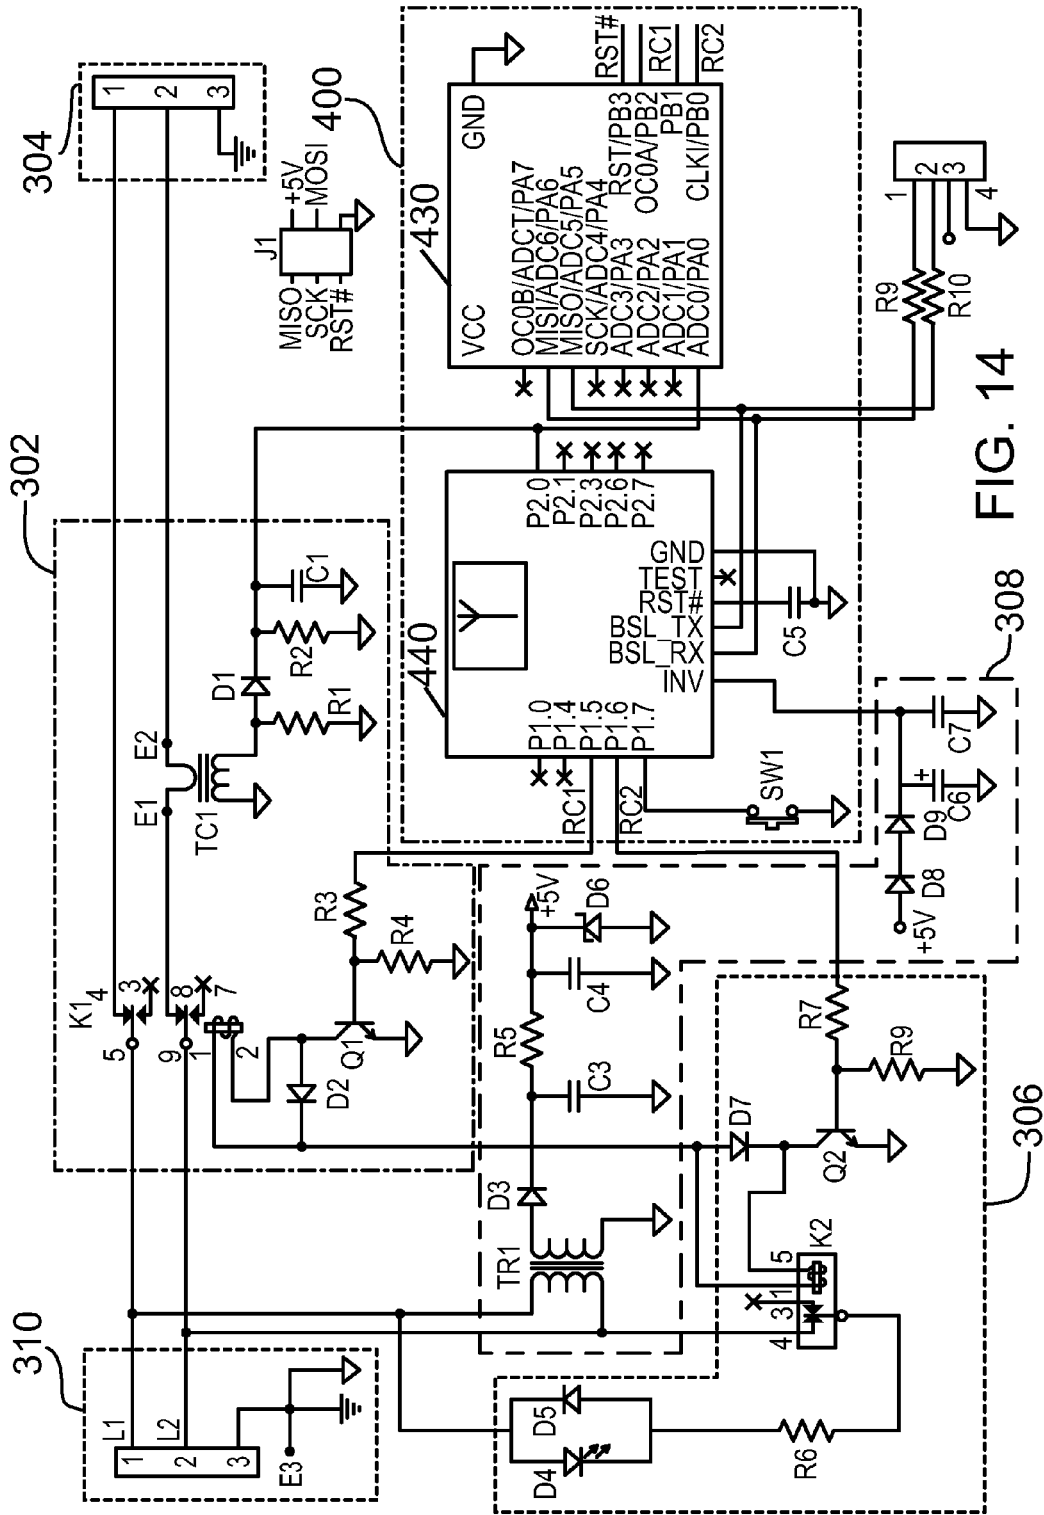 304
1
2
3
400
J1
+5V
MOSI
MISO
SCK
RST#
430
GND
VCC
OC0B/ADCT/PA7
MISI/ADC6/PA6
MISO/ADC5/PA5
SCK/ADC4/PA4
ADC3/PA3
ADC2/PA2
ADC1/PA1
ADC0/PA0
RST/PB3
OC0A/PB2
PB1
CLKI/PB0
RST#
RC1
RC2
1
2
3
4
R9
R10
302
E1
E2
TC1
D1
R1
R2
C1
K1
4
3
5
8
7
9
1
2
D2
Q1
R3
R4
440
P2.0
P2.1
P2.3
P2.6
P2.7
P1.0
P1.4
P1.5
P1.6
P1.7
GND
TEST
RST#
BSL_TX
BSL_RX
INV
RC1
RC2
SW1
C5
308
+5V
D8
D9
+
C6
C7
TR1
D3
C3
R5
C4
D6
+5V
310
L1
L2
1
2
3
E3
306
D4
D5
R6
K2
4
3
1
5
D7
Q2
R7
R9
FIG. 14